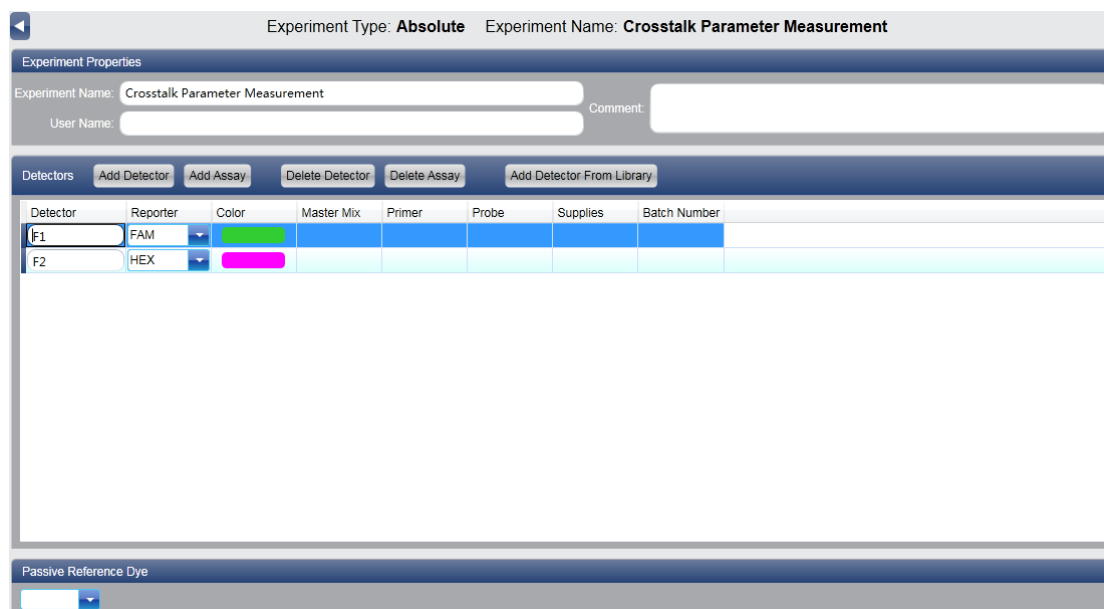 Experiment Type: Absolute Experiment Name: Crosstalk Parameter Measurement
Experiment Properties
Experiment Name: Crosstalk Parameter Measurement
Comment:
User Name:
Detectors Add Detector Add Assay Delete Detector Delete Assay Add Detector From Library
Detector Reporter Color Master Mix Primer Probe Supplies Batch Number
F1 FAM
F2 HEX
Passive Reference Dye